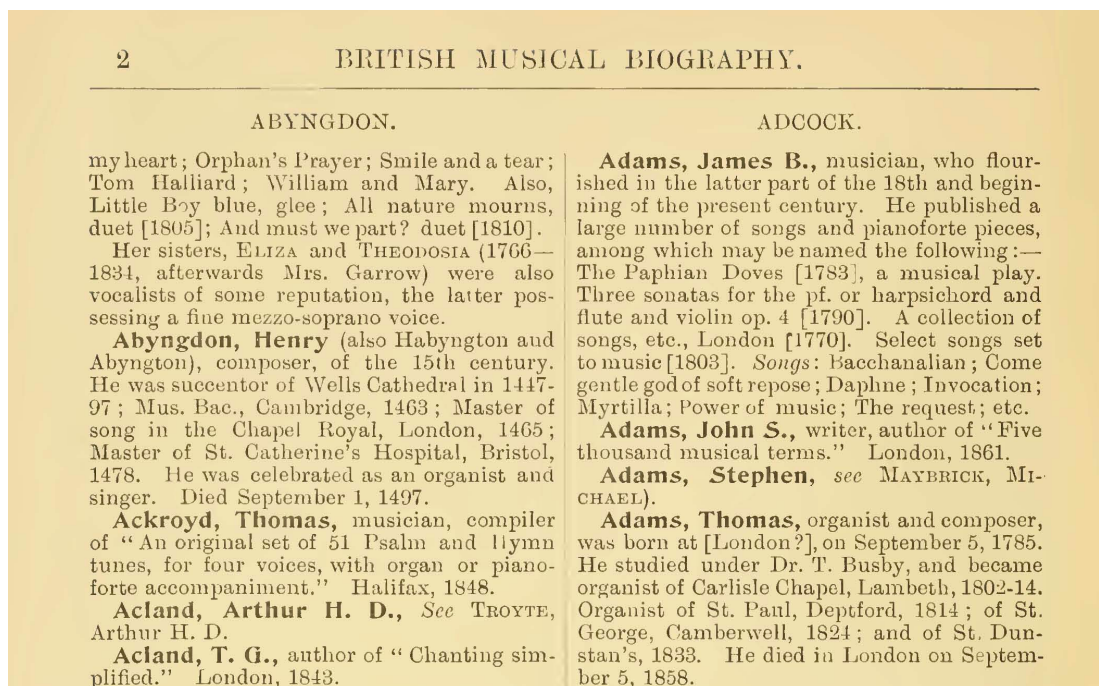 2 BRITISH MUSICAL BIOGRAPHY.
ABYNGDON.
my heart; Orphan's Prayer; Smile and a tear;
Tom Halliard; William and Mary. Also,
Little Boy blue, glee; All nature mourns,
duet [1805]; And must we part? duet [1810].
Her sisters, ELIZA and THEODOSIA (1766—
1834, afterwards Mrs. Garrow) were also
vocalists of some reputation, the latter pos-
sessing a fine mezzo-soprano voice.
Abyngdon, Henry (also Habyngton and
Abyngton), composer, of the 15th century.
He was succentor of Wells Cathedral in 1447-
97; Mus. Bac., Cambridge, 1463; Master of
song in the Chapel Royal, London, 1465;
Master of St. Catherine's Hospital, Bristol,
1478. He was celebrated as an organist and
singer. Died September 1, 1497.
Ackroyd, Thomas, musician, compiler
of "An original set of 51 Psalm and Hymn
tunes, for four voices, with organ or piano-
forte accompaniment." Halifax, 1848.
Acland, Arthur H. D., See TROYTE,
Arthur H. D.
Acland, T. G., author of "Chanting sim-
plified." London, 1843.
ADCOCK.
Adams, James B., musician, who flour-
ished in the latter part of the 18th and begin-
ning of the present century. He published a
large number of songs and pianoforte pieces,
among which may be named the following:—
The Paphian Doves [1783], a musical play.
Three sonatas for the pf. or harpsichord and
flute and violin op. 4 [1790]. A collection of
songs, etc., London [1770]. Select songs set
to music [1803]. Songs: Bacchanalian; Come
gentle god of soft repose; Daphne; Invocation;
Myrtilla; Power of music; The request; etc.
Adams, John S., writer, author of "Five
thousand musical terms." London, 1861.
Adams, Stephen, see MAYBRICK, MI-
CHAEL).
Adams, Thomas, organist and composer,
was born at [London?], on September 5, 1785.
He studied under Dr. T. Busby, and became
organist of Carlisle Chapel, Lambeth, 1802-14.
Organist of St. Paul, Deptford, 1814; of St.
George, Camberwell, 1824; and of St. Dun-
stan's, 1833. He died in London on Septem-
ber 5, 1858.